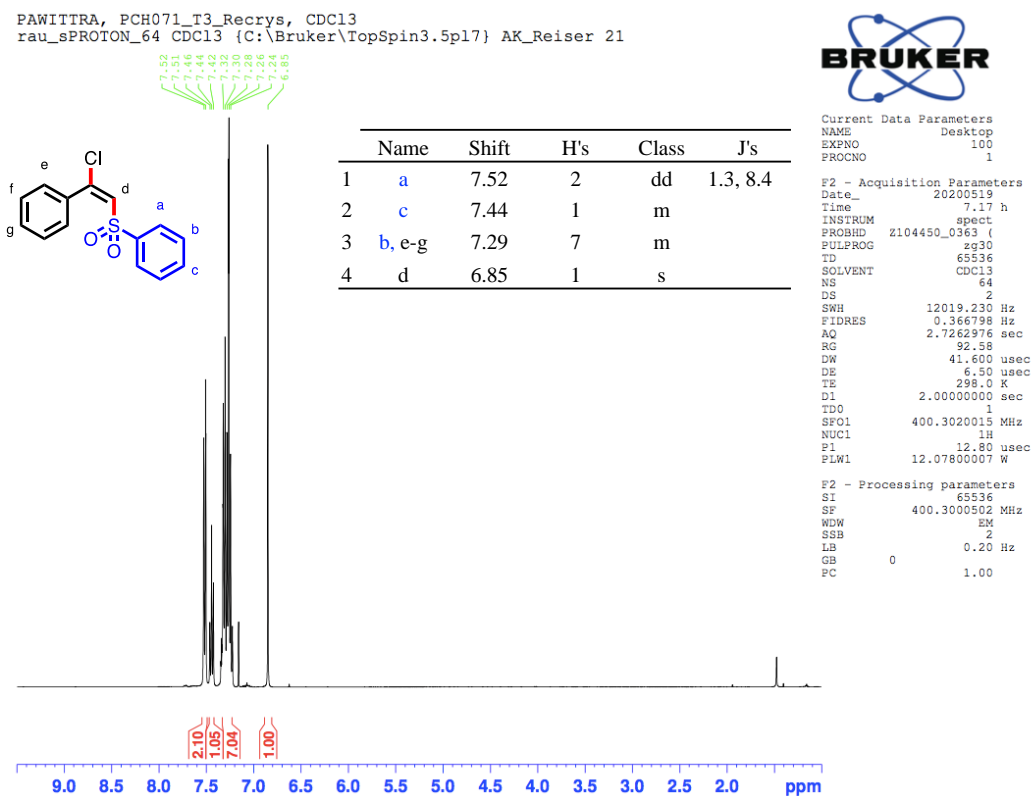 PAWITTRA, PCH071_T3_Recrys, CDCl3
rau_sPROTON_64 CDCl3 {C:\Bruker\TopSpin3.5pl7} AK_Reiser 21
7.52
7.51
7.46
7.44
7.42
7.32
7.30
7.28
7.26
7.24
6.85
BRUKER
Cl
e
f
g
d
a
S
O
O
b
c
Name Shift H's Class J's
1 a 7.52 2 dd 1.3, 8.4
2 c 7.44 1 m
3 b, e-g 7.29 7 m
4 d 6.85 1 s
Current Data Parameters
NAME Desktop
EXPNO 100
PROCNO 1
F2 - Acquisition Parameters
Date_ 20200519
Time 7.17 h
INSTRUM spect
PROBHD Z104450_0363 (
PULPROG zg30
TD 65536
SOLVENT CDCl3
NS 64
DS 2
SWH 12019.230 Hz
FIDRES 0.366798 Hz
AQ 2.7262976 sec
RG 92.58
DW 41.600 usec
DE 6.50 usec
TE 298.0 K
D1 2.00000000 sec
TD0 1
SFO1 400.3020015 MHz
NUC1 1H
P1 12.80 usec
PLW1 12.07800007 W
F2 - Processing parameters
SI 65536
SF 400.3000502 MHz
WDW EM
SSB 2
LB 0.20 Hz
GB 0
PC 1.00
2.10
1.05
7.04
1.00
9.0 8.5 8.0 7.5 7.0 6.5 6.0 5.5 5.0 4.5 4.0 3.5 3.0 2.5 2.0 ppm